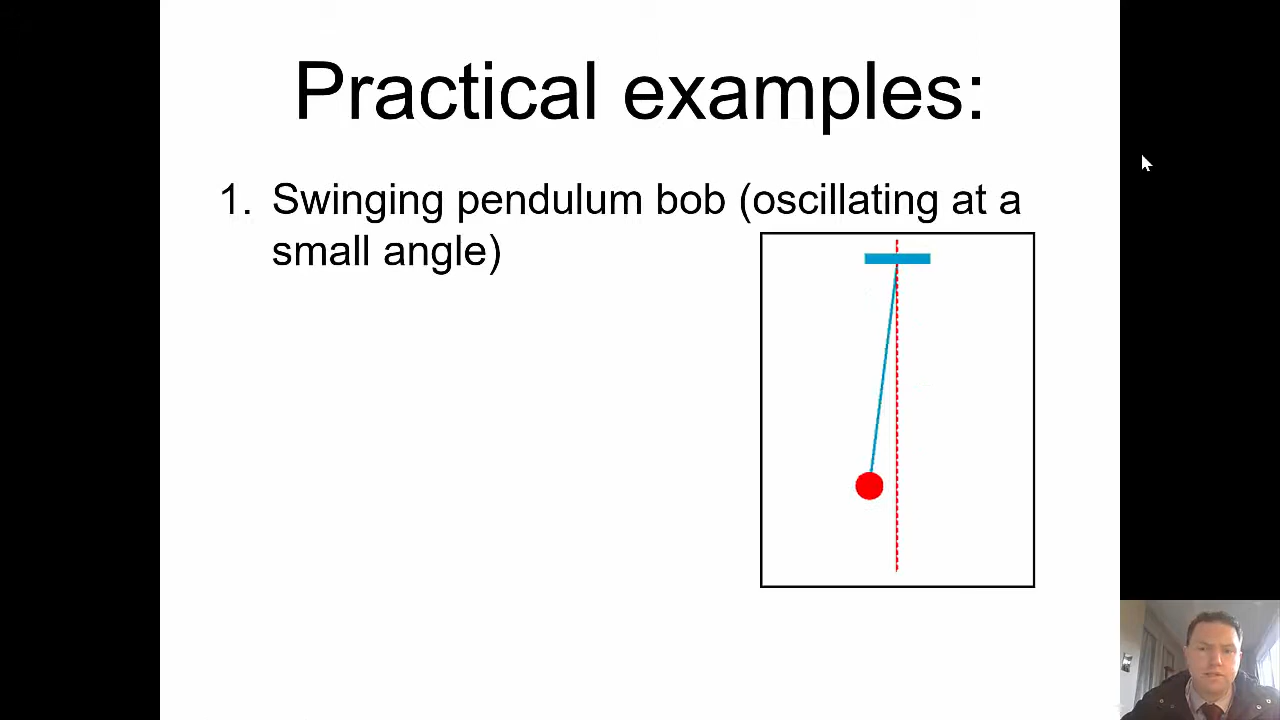 Practical examples:
1. Swinging pendulum bob (oscillating at a
small angle)